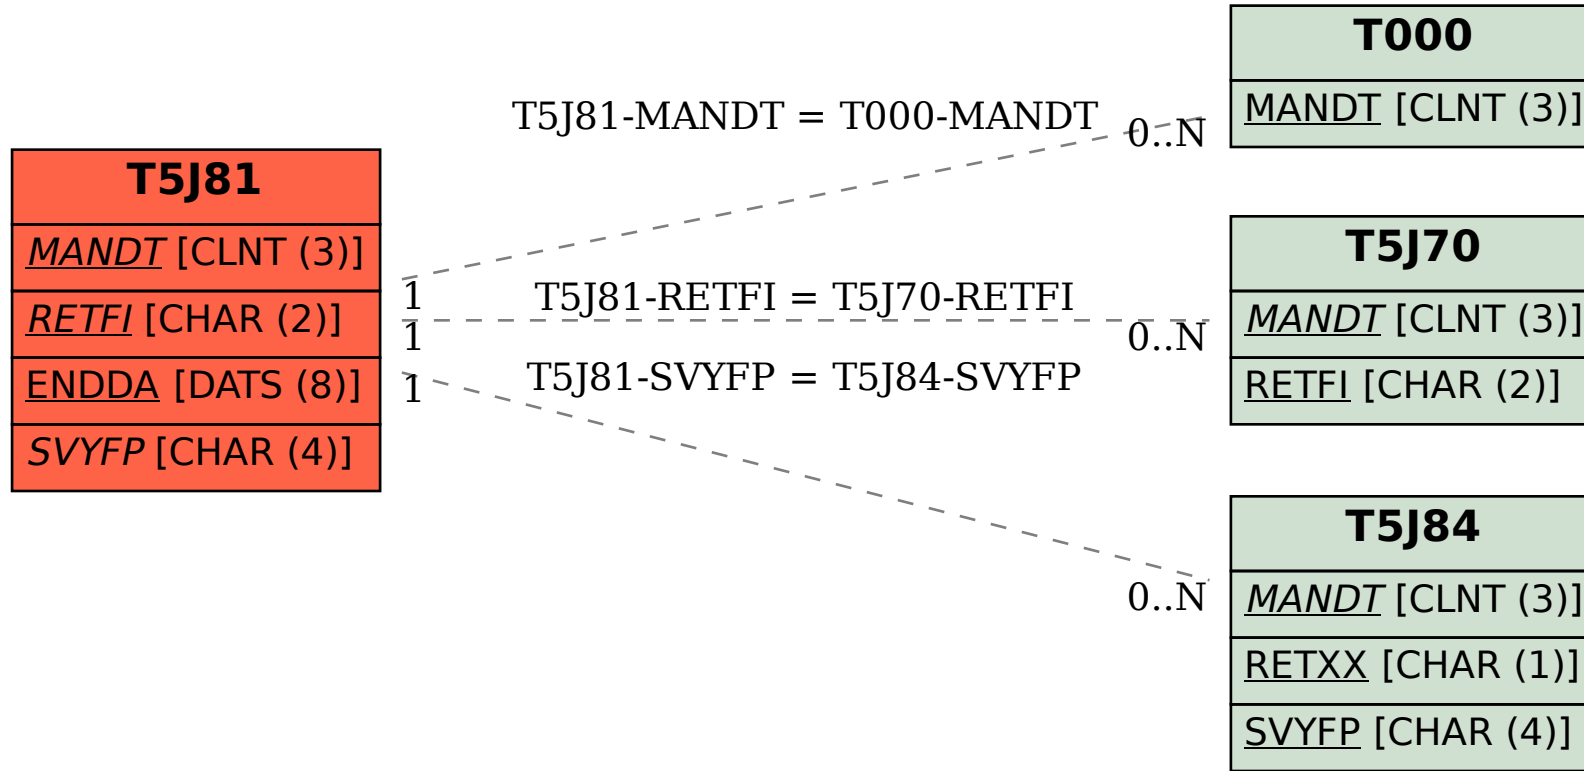 T5J81
MANDT [CLNT (3)]
RETFI [CHAR (2)]
ENDDA [DATS (8)]
SVYFP [CHAR (4)]
T5J81-MANDT = T000-MANDT
0..N
1
T5J81-RETFI = T5J70-RETFI
1
0..N
T5J81-SVYFP = T5J84-SVYFP
1
0..N
T000
MANDT [CLNT (3)]
T5J70
MANDT [CLNT (3)]
RETFI [CHAR (2)]
T5J84
MANDT [CLNT (3)]
RETXX [CHAR (1)]
SVYFP [CHAR (4)]